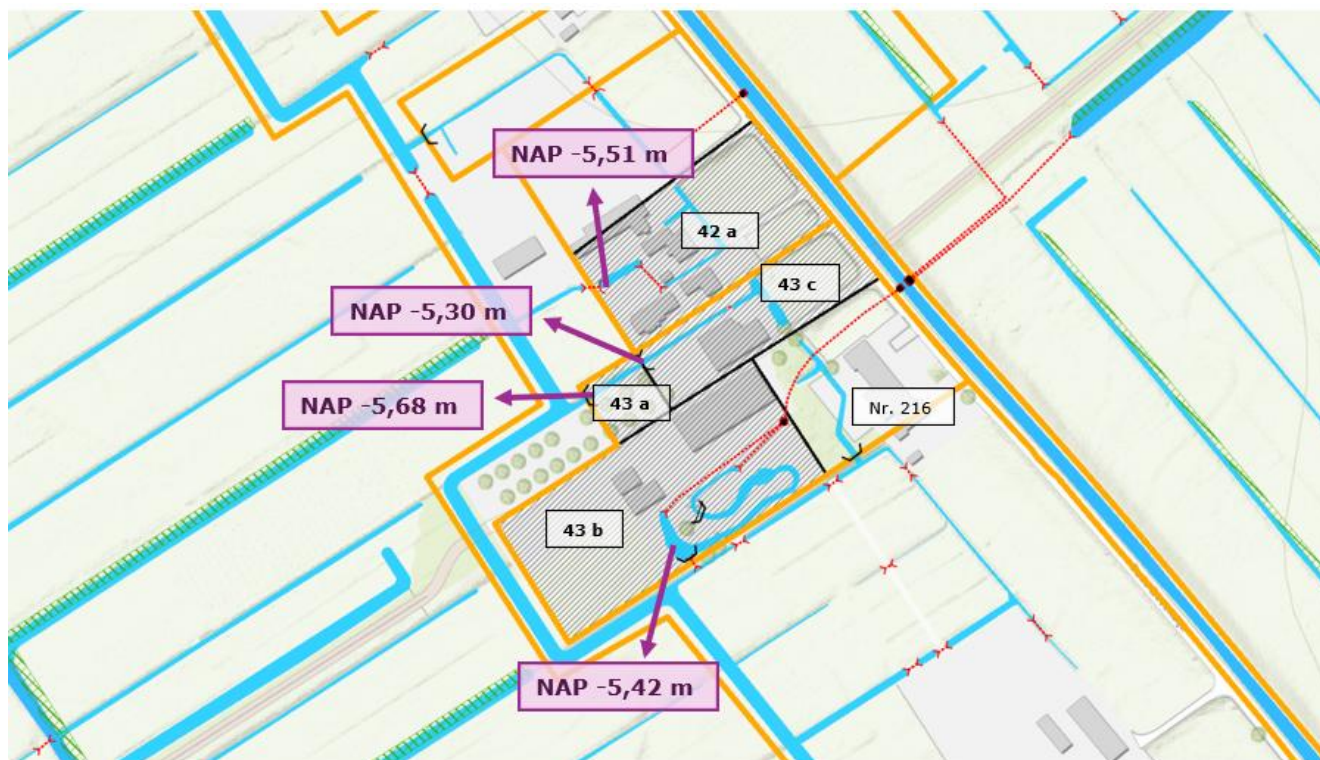 NAP -5,51 m
42 a
43 c
NAP -5,30 m
NAP -5,68 m
43 a
Nr. 216
43 b
NAP -5,42 m